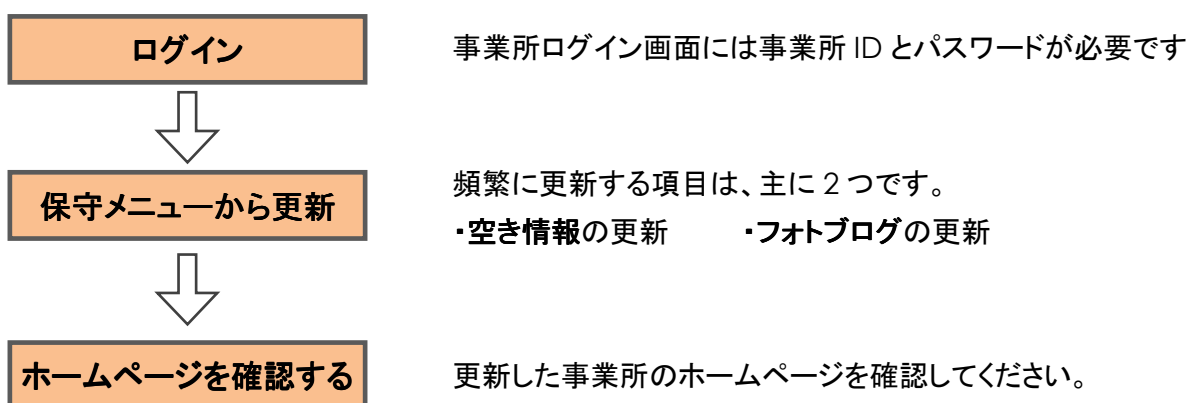 ログイン
事業所ログイン画面には事業所 ID とパスワードが必要です
保守メニューから更新
頻繁に更新する項目は、主に 2 つです。
・空き情報の更新　　・フォトブログの更新
ホームページを確認する
更新した事業所のホームページを確認してください。